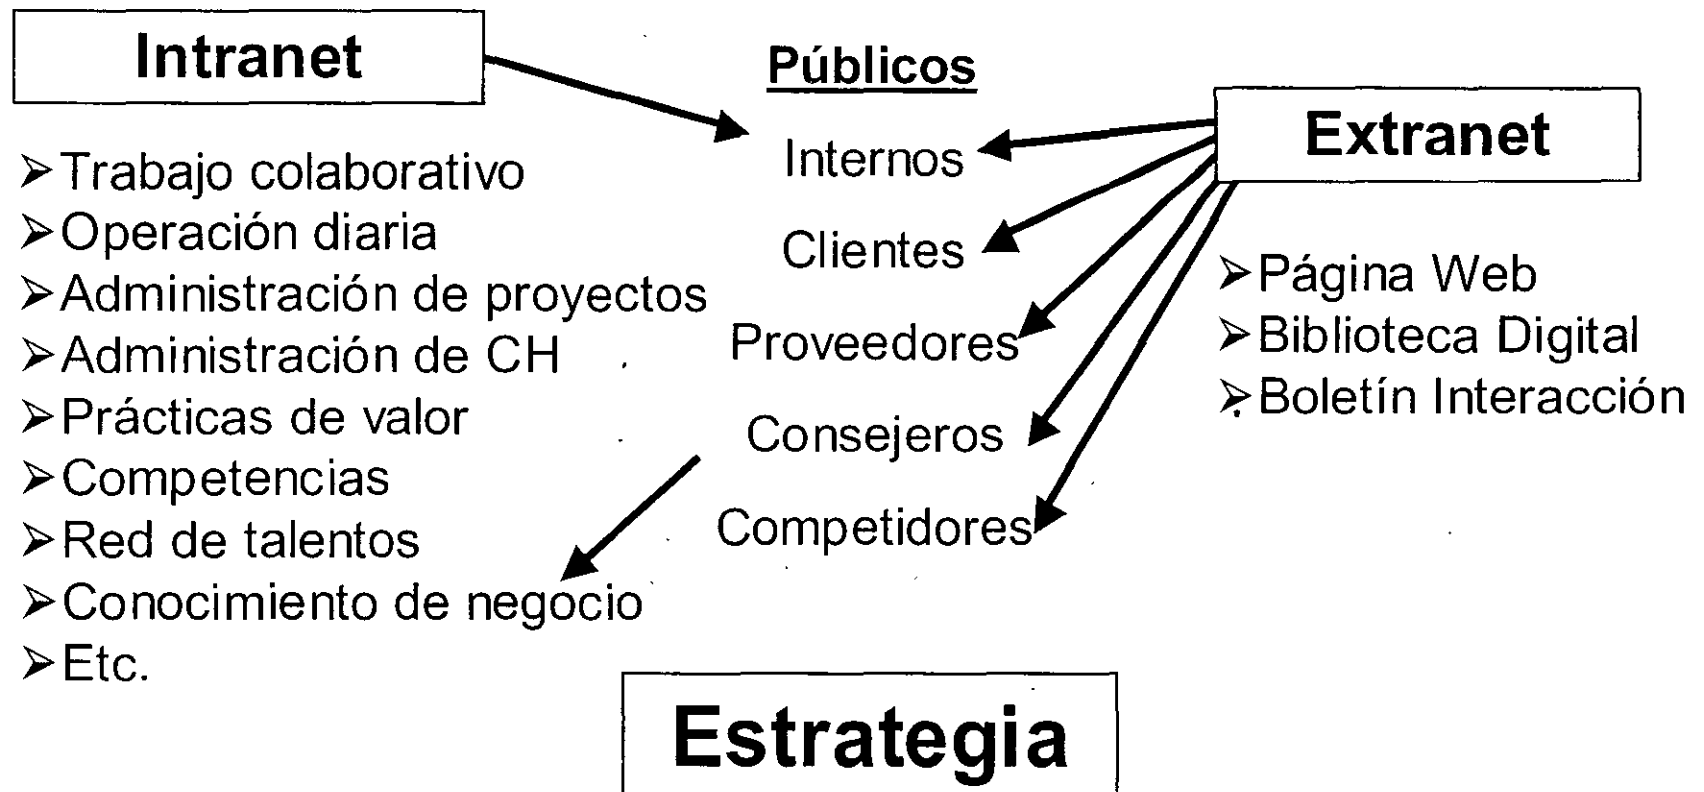 Intranet
➢Trabajo colaborativo
➢Operación diaria
➢Administración de proyectos
➢Administración de CH
➢Prácticas de valor
➢Competencias
➢Red de talentos
➢Conocimiento de negocio
➢Etc.
Públicos
Internos
Clientes
Proveedores
Consejeros
Competidores
Extranet
➢Página Web
➢Biblioteca Digital
➢Boletín Interacción
Estrategia